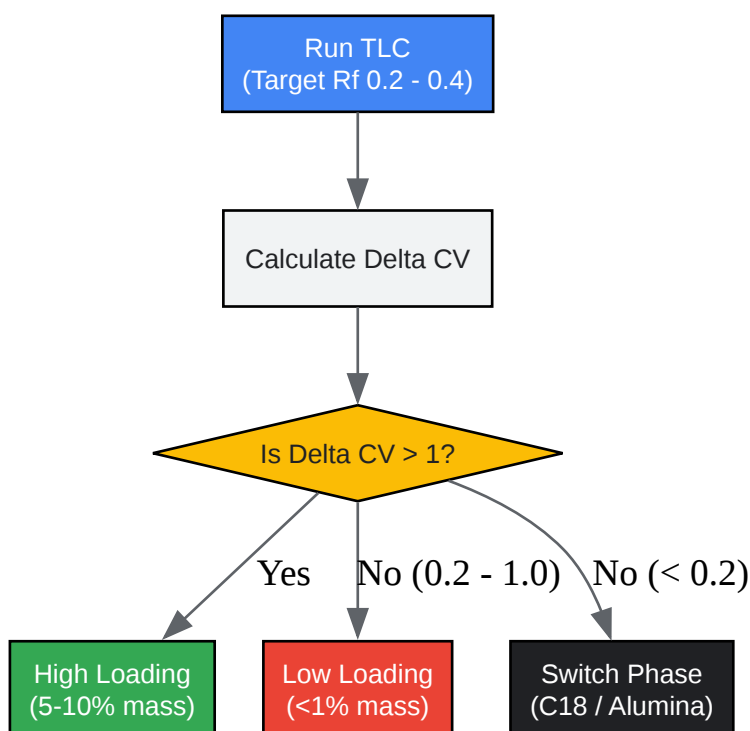 Run TLC
(Target Rf 0.2 - 0.4)
Calculate Delta CV
Is Delta CV > 1?
Yes
No (0.2 - 1.0)
No (< 0.2)
High Loading
(5-10% mass)
Low Loading
(<1% mass)
Switch Phase
(C18 / Alumina)